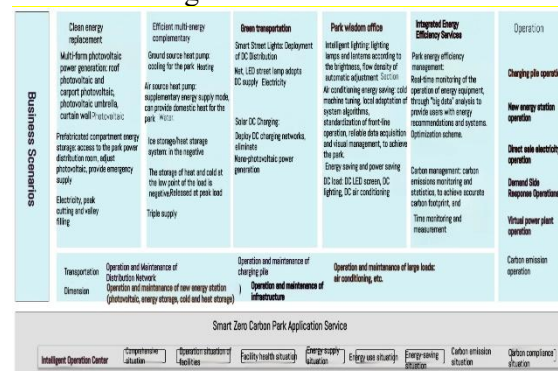 Business Scenarios
Clean energy
replacement
Multi-form photovoltaic
power generation: roof
photovoltaic and
carport photovoltaic,
photovoltaic umbrella,
curtain wall Photovoltaic
Prefabricated compartment energy
storage: access to the park power
distribution room, adjust
photovoltaic, provide emergency
supply
Electricity, peak
cutting and valley
filling
Efficient multi-energy
complementary
Ground source heat pump:
cooling for the park Heating
Air source heat pump:
supplementary energy supply mode,
can provide domestic heat for the
park Water
Ice storage/heat storage
system: in the negative
The storage of heat and cold at
the low point of the load is
negative,Released at peak load
Triple supply
Green transportation
Smart Street Lights: Deployment
of DC Distribution
Net, LED street lamp adopts
DC supply Electricity
Solar DC Charging:
Deploy DC charging networks,
eliminate
Nano-photovoltaic power
generation
Park wisdom office
Intelligent lighting: lighting
lamps and lanterns according to
the brightness, flow density of
automatic adjustment Section
Air conditioning energy saving: cold
machine tuning, local adaptation of
system algorithms,
standardization of front-line
operation, reliable data acquisition
and visual management, to achieve
the park.
Energy saving and power saving
DC load: DC LED screen, DC
lighting, DC air conditioning
Integrated Energy
Efficiency Services
Park energy efficiency
management:
Real-time monitoring of the
operation of energy equipment,
through "big data" analysis to
provide users with energy
recommendations and systems.
Optimization scheme.
Carbon management: carbon
emissions monitoring and
statistics, to achieve accurate
carbon footprint, and
Time monitoring and
measurement
Operation
Charging pile operation
New energy station
operation
Direct sale electricity
operation
Demand Side
Response Operations
Virtual power plant
operation
Carbon emission
operation
Transportation
Dimension
Operation and Maintenance of
Distribution Network
Operation and maintenance of
charging pile
Operation and maintenance of large loads:
air conditioning, etc.
Operation and maintenance of new energy station
(photovoltaic, energy storage, cold and heat storage)
) Operation and maintenance of
infrastructure
Smart Zero Carbon Park Application Service
Intelligent Operation Center
Comprehensive
situation
Operation situation of
facilities
Facility health situation
Energy supply
situation
Energy use situation
Energy-saving
situation
Carbon emission
situation
Carbon compliance
situation